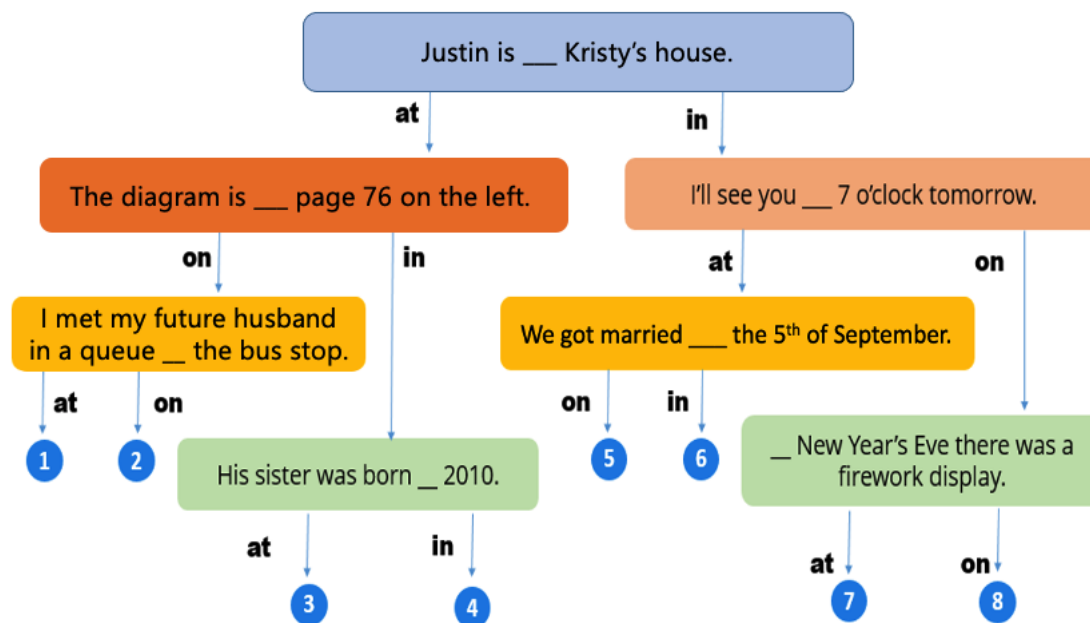 Justin is ___ Kristy's house.
at
in
The diagram is ___ page 76 on the left.
I'll see you ___ 7 o'clock tomorrow.
on
in
at
on
I met my future husband
in a queue __ the bus stop.
We got married ___ the 5th of September.
at
on
on
in
1
2
5
6
His sister was born __ 2010.
__ New Year's Eve there was a
firework display.
at
in
at
on
3
4
7
8